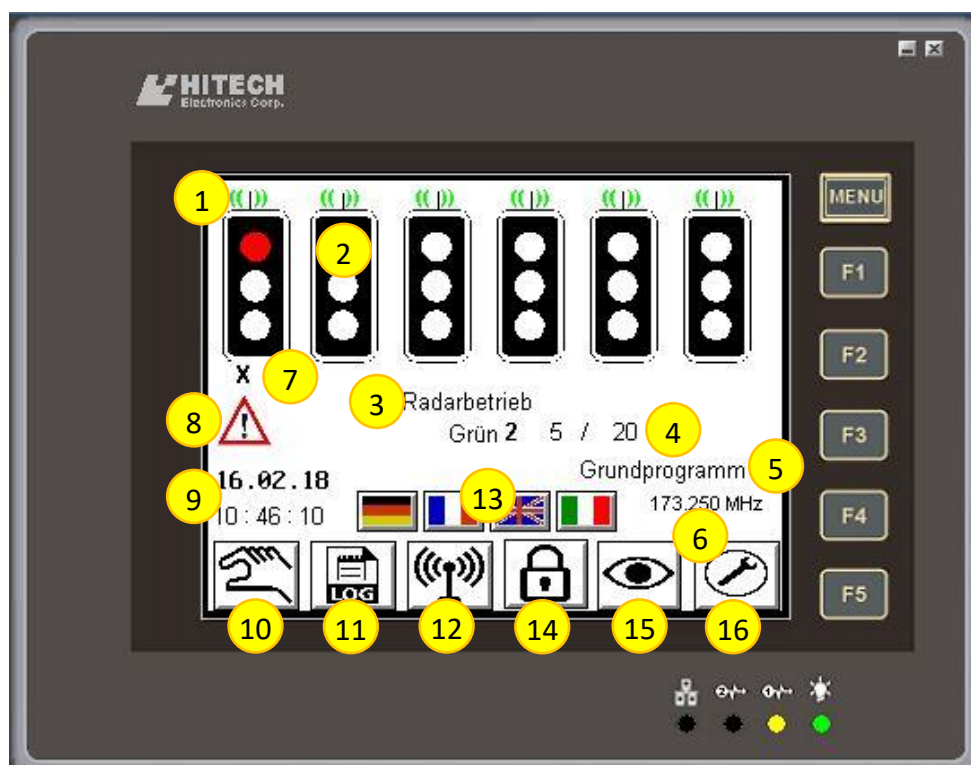 HITECH
Electronics Corp.
MENU
1
2
F1
F2
X
7
3
Radarbetrieb
8
Grün 2 5 / 20
4
F3
Grundprogramm
5
16.02.18
9
13
173.250 MHz
10 : 46 : 10
6
F4
LOG
F5
10
11
12
14
15
16
2
1